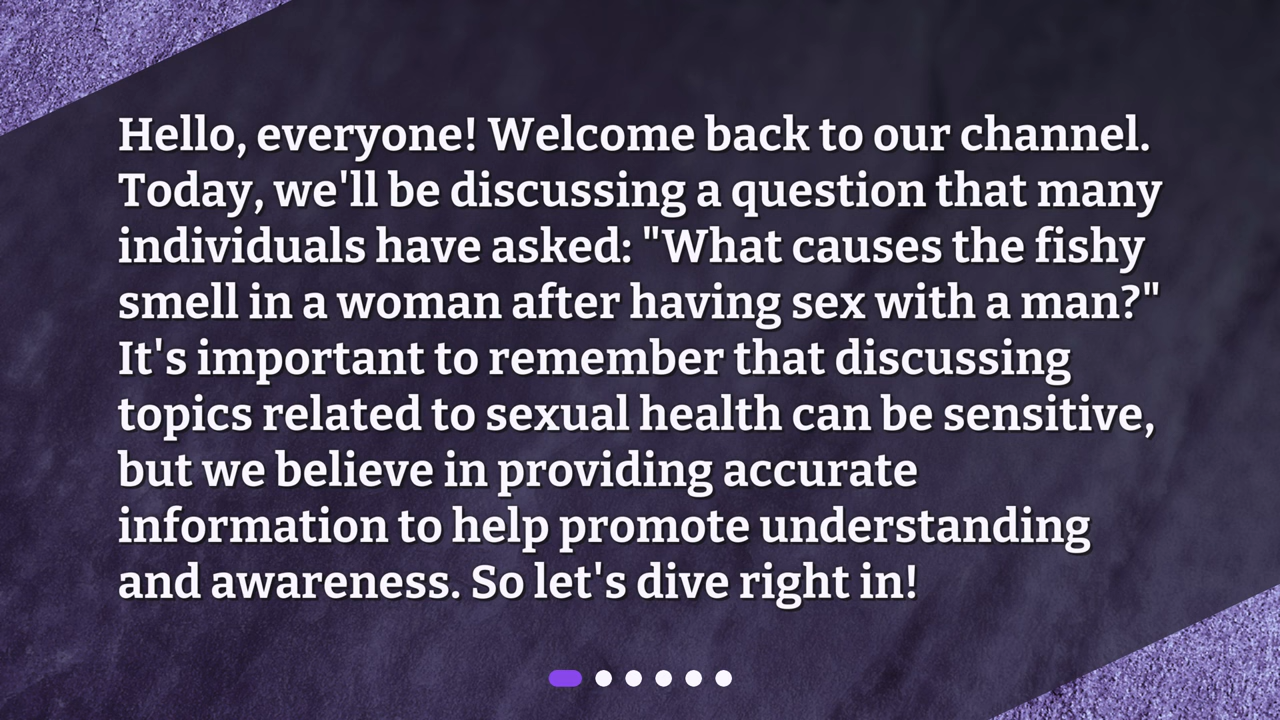 Hello, everyone! Welcome back to our channel.
Today, we'll be discussing a question that many
individuals have asked: "What causes the fishy
smell in a woman after having sex with a man?"
It's important to remember that discussing
topics related to sexual health can be sensitive,
but we believe in providing accurate
information to help promote understanding
and awareness. So let's dive right in!